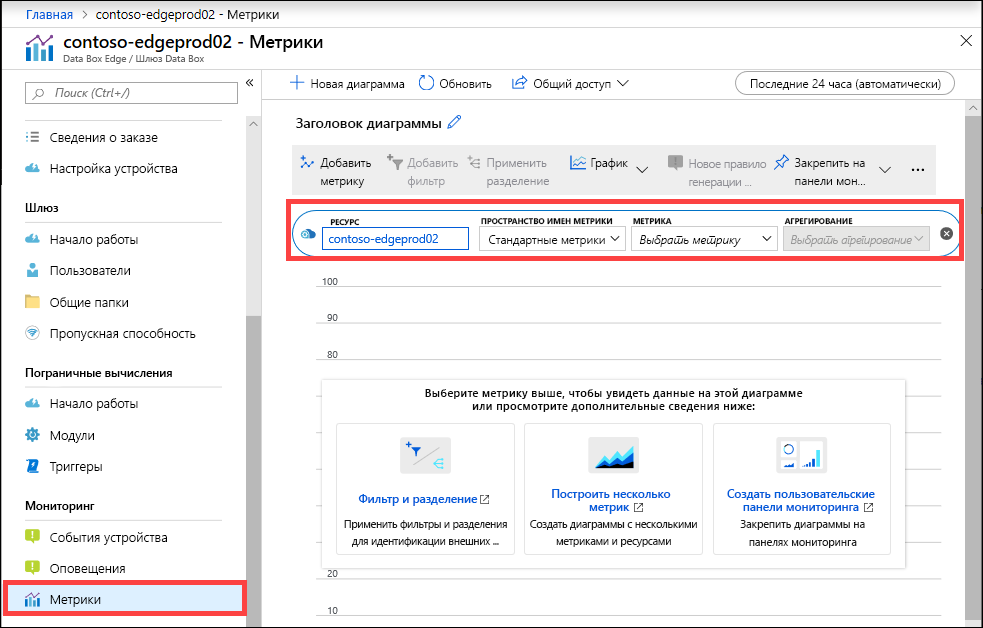 Главная > contoso-edgeprod02 - Метрики
contoso-edgeprod02 - Метрики
Data Box Edge / Шлюз Data Box
Поиск (Ctrl+/)
Сведения о заказе
Настройка устройства
Шлюз
Начало работы
Пользователи
Общие папки
Пропускная способность
Пограничные вычисления
Начало работы
Модули
Триггеры
Мониторинг
События устройства
Оповещения
Метрики
Новая диаграмма Обновить Общий доступ Последние 24 часа (автоматически)
Заголовок диаграммы
Добавить метрику
Добавить фильтр
Применить разделение
График
Новое правило генерации ...
Закрепить на панели мон...
РЕСУРС
contoso-edgeprod02
ПРОСТРАНСТВО ИМЕН МЕТРИКИ
Стандартные метрики
МЕТРИКА
Выбрать метрику
АГРЕГИРОВАНИЕ
Выбрать агрегирование
100
90
80
Выберите метрику выше, чтобы увидеть данные на этой диаграмме
или просмотрите дополнительные сведения ниже:
Фильтр и разделение
Применить фильтры и разделения
для идентификации внешних ...
Построить несколько
метрик
Создать диаграммы с несколькими
метриками и ресурсами
Создать пользовательские
панели мониторинга
Закрепить диаграммы на
панелях мониторинга
20
10